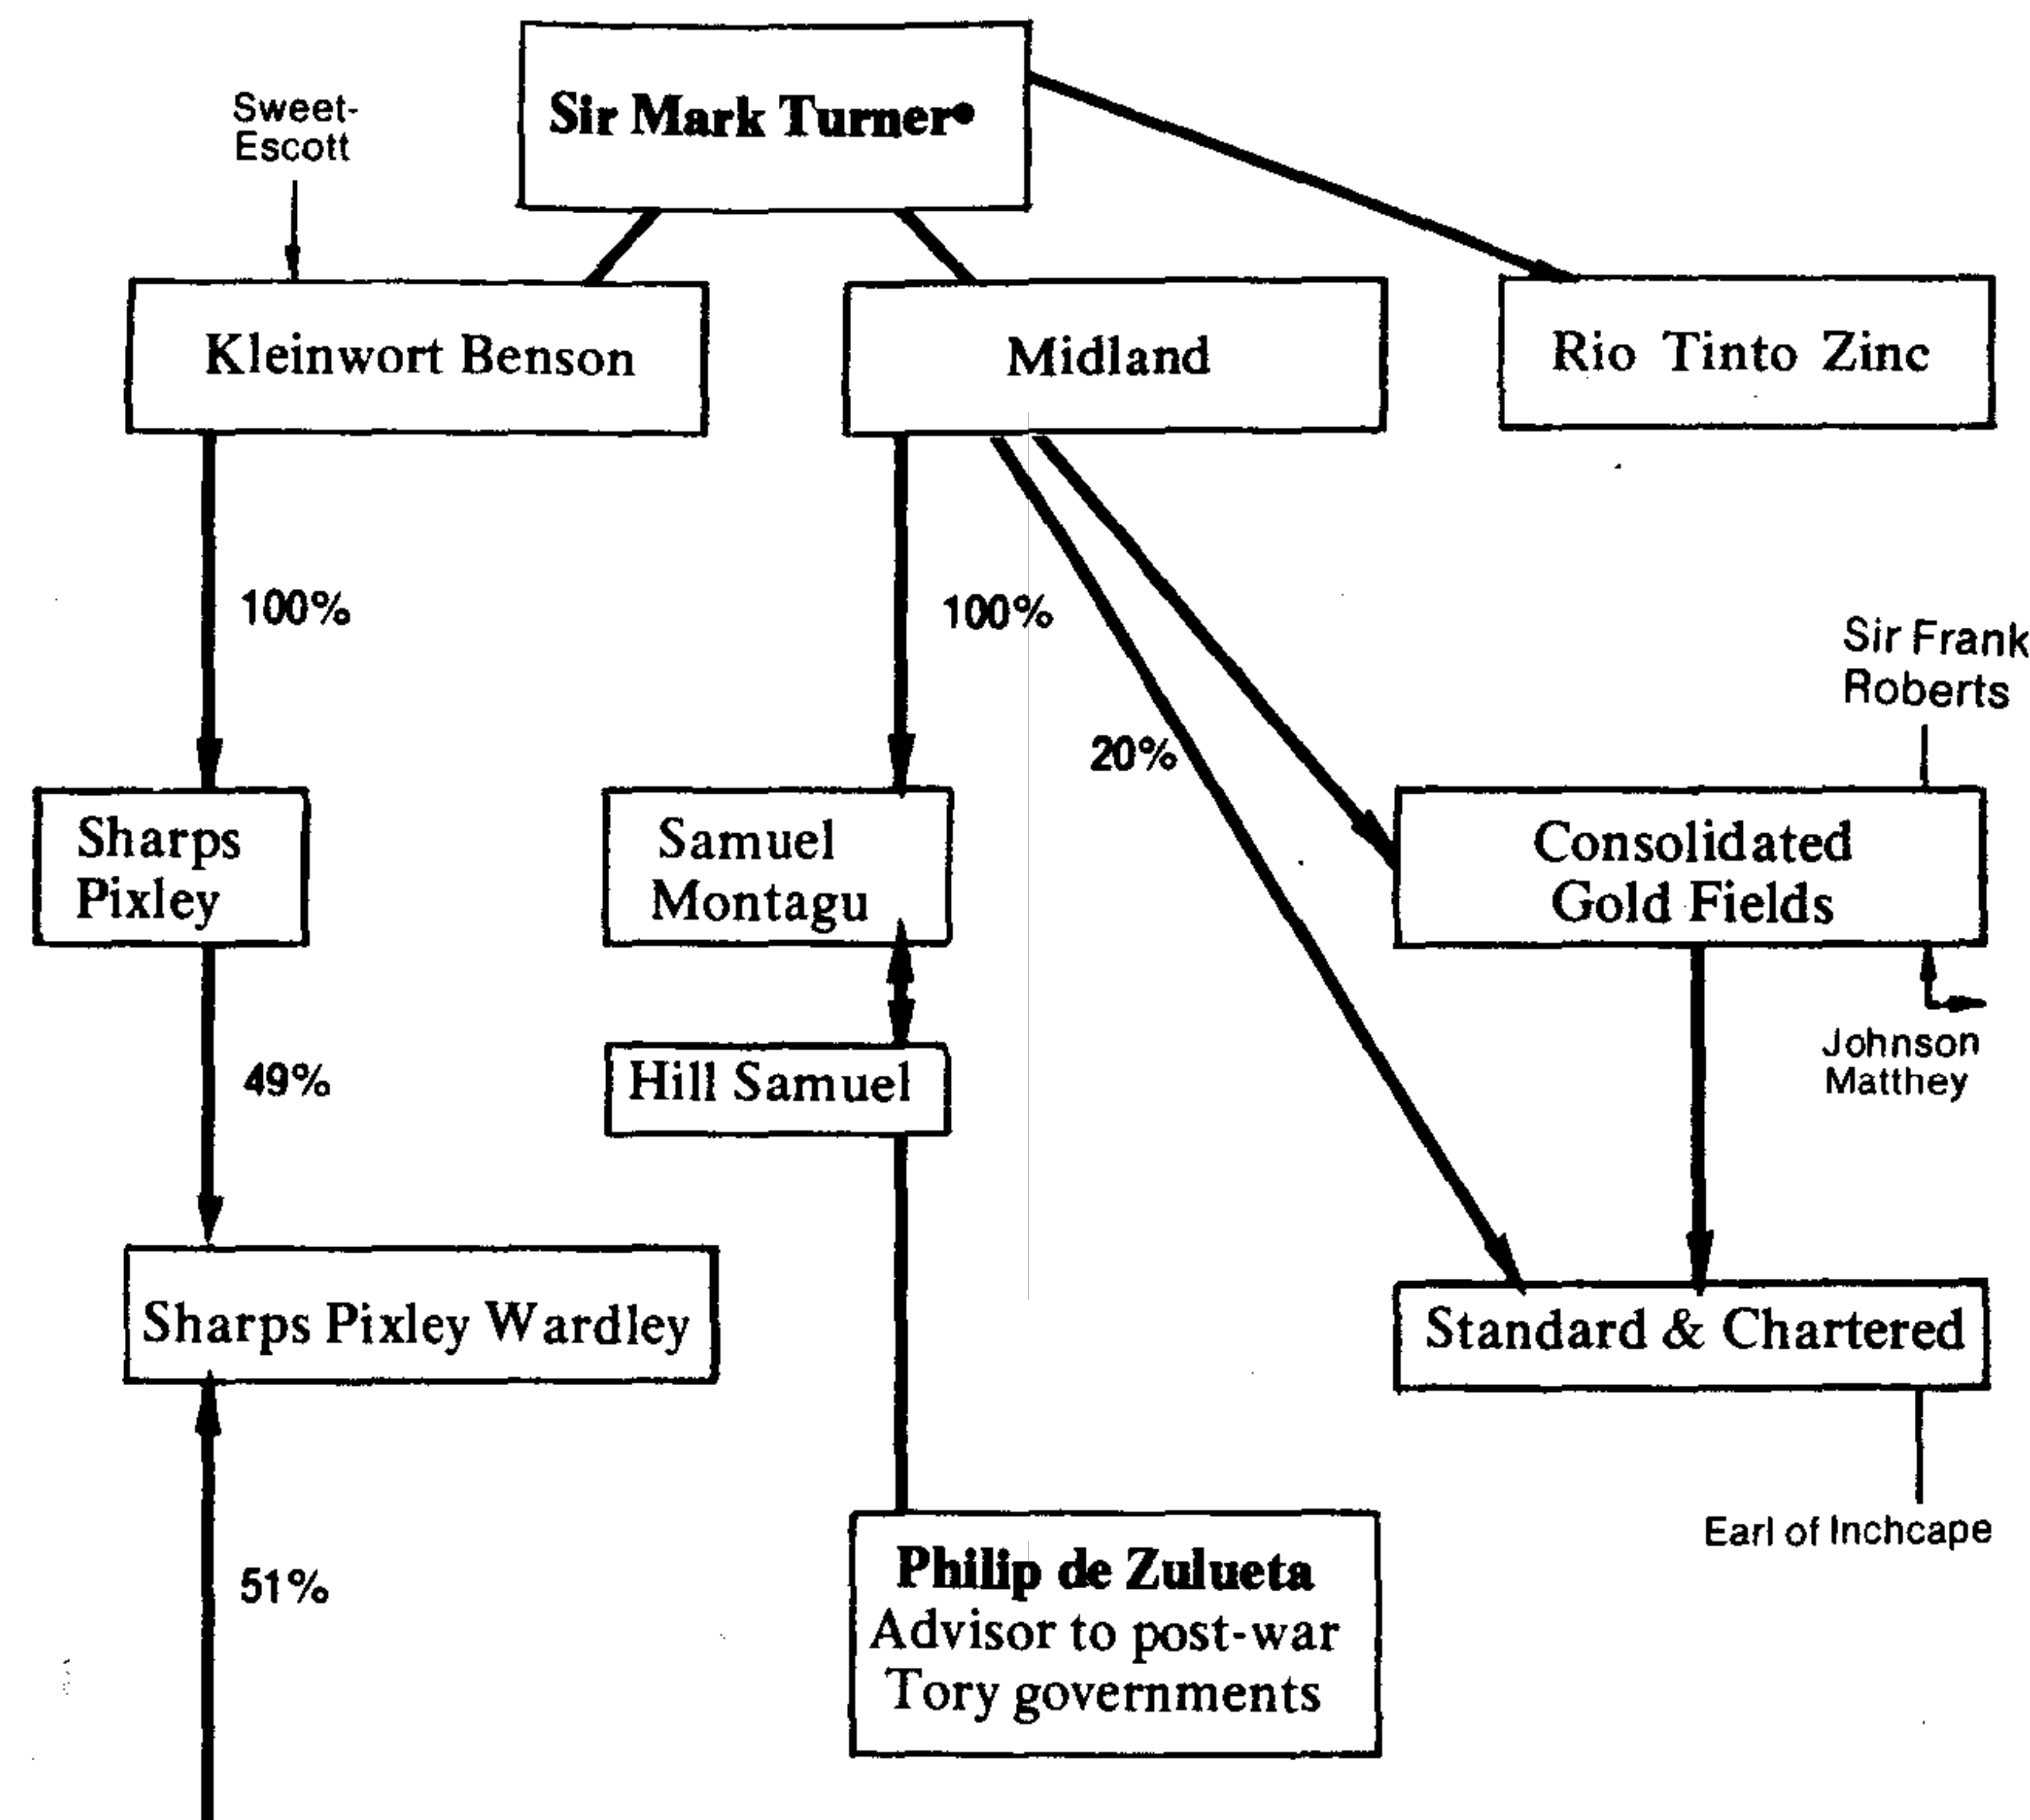 Sir Mark Turner•
Sweet-
Escott
Kleinwort Benson
Midland
Rio Tinto Zinc
100%
100%
20%
Sir Frank
Roberts
Sharps
Pixley
Samuel
Montagu
Consolidated
Gold Fields
49%
Hill Samuel
Johnson
Matthey
Sharps Pixley Wardley
Standard & Chartered
51%
Earl of Inchcape
Philip de Zulueta
Advisor to post-war
Tory governments